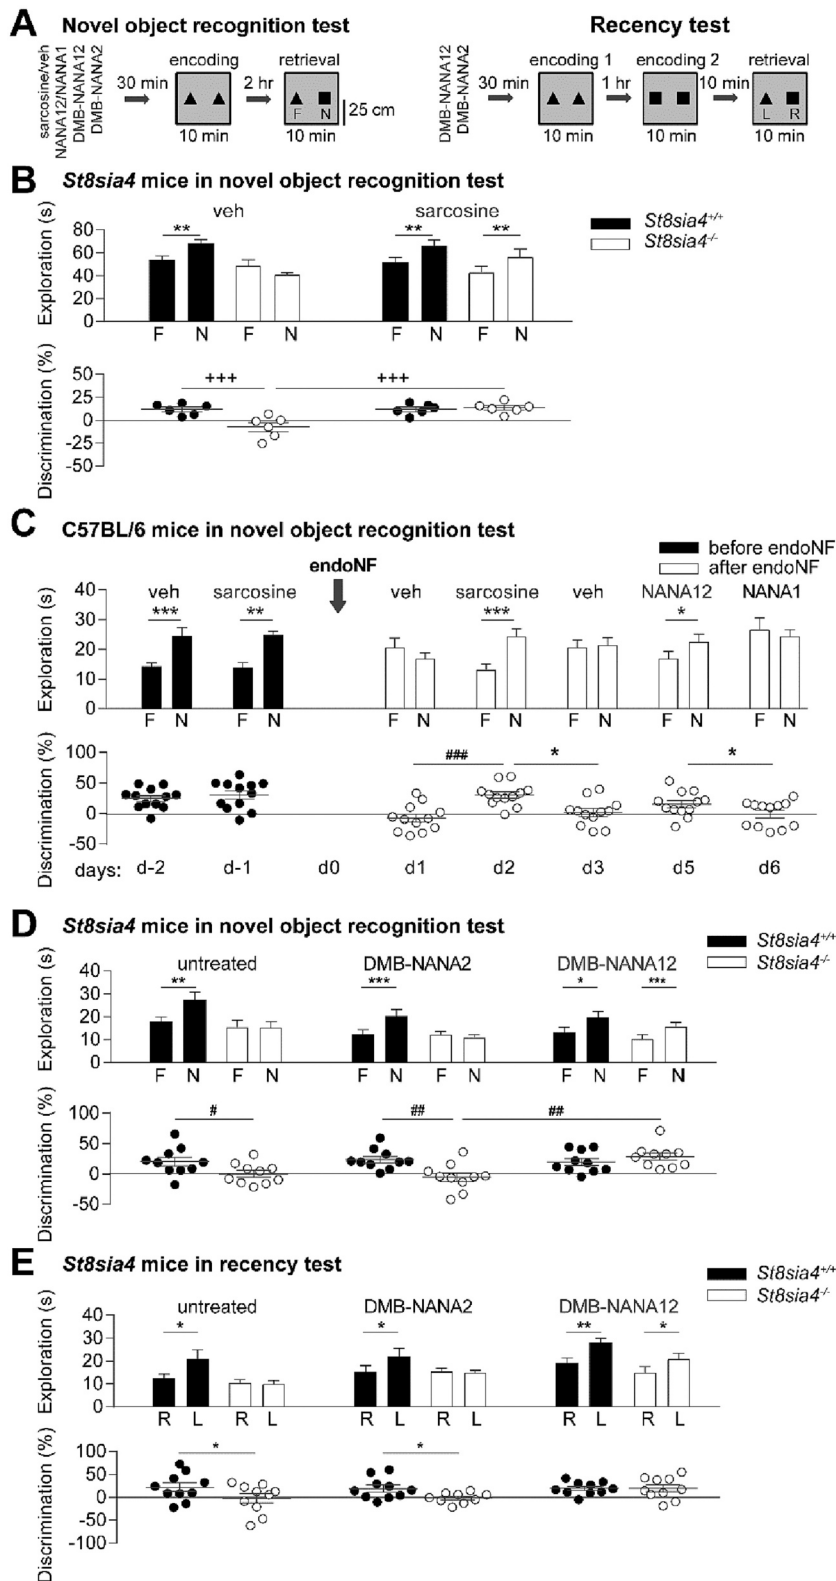 A Novel object recognition test Recency test
sarcosine/veh
NANA12/NANA1
DMB-NANA12
DMB-NANA2
30 min encoding 2 hr retrieval
F N
25 cm
10 min 10 min
DMB-NANA12
DMB-NANA2
30 min encoding 1 1 hr encoding 2 10 min retrieval
L R
10 min 10 min 10 min
B St8sia4 mice in novel object recognition test
veh sarcosine
St8sia4+/+
St8sia4-/-
Exploration (s)
80
60
40
20
0
** ** **
F N F N F N F N
Discrimination (%)
50
25
0
-25
-50
+++ +++
C C57BL/6 mice in novel object recognition test
before endoNF
after endoNF
endoNF
veh sarcosine veh sarcosine veh NANA12 NANA1
*** ** *** *
Exploration (s)
40
30
20
10
0
F N F N F N F N F N F N F N
Discrimination (%)
100
50
0
-50
### * *
days: d-2 d-1 d0 d1 d2 d3 d5 d6
D St8sia4 mice in novel object recognition test
St8sia4+/+
St8sia4-/-
untreated DMB-NANA2 DMB-NANA12
** *** * ***
Exploration (s)
40
30
20
10
0
F N F N F N F N F N F N
Discrimination (%)
100
50
0
-50
# ## ##
E St8sia4 mice in recency test
St8sia4+/+
St8sia4-/-
untreated DMB-NANA2 DMB-NANA12
* * ** *
Exploration (s)
40
30
20
10
0
R L R L R L R L R L R L
Discrimination (%)
100
50
0
-50
-100
* *